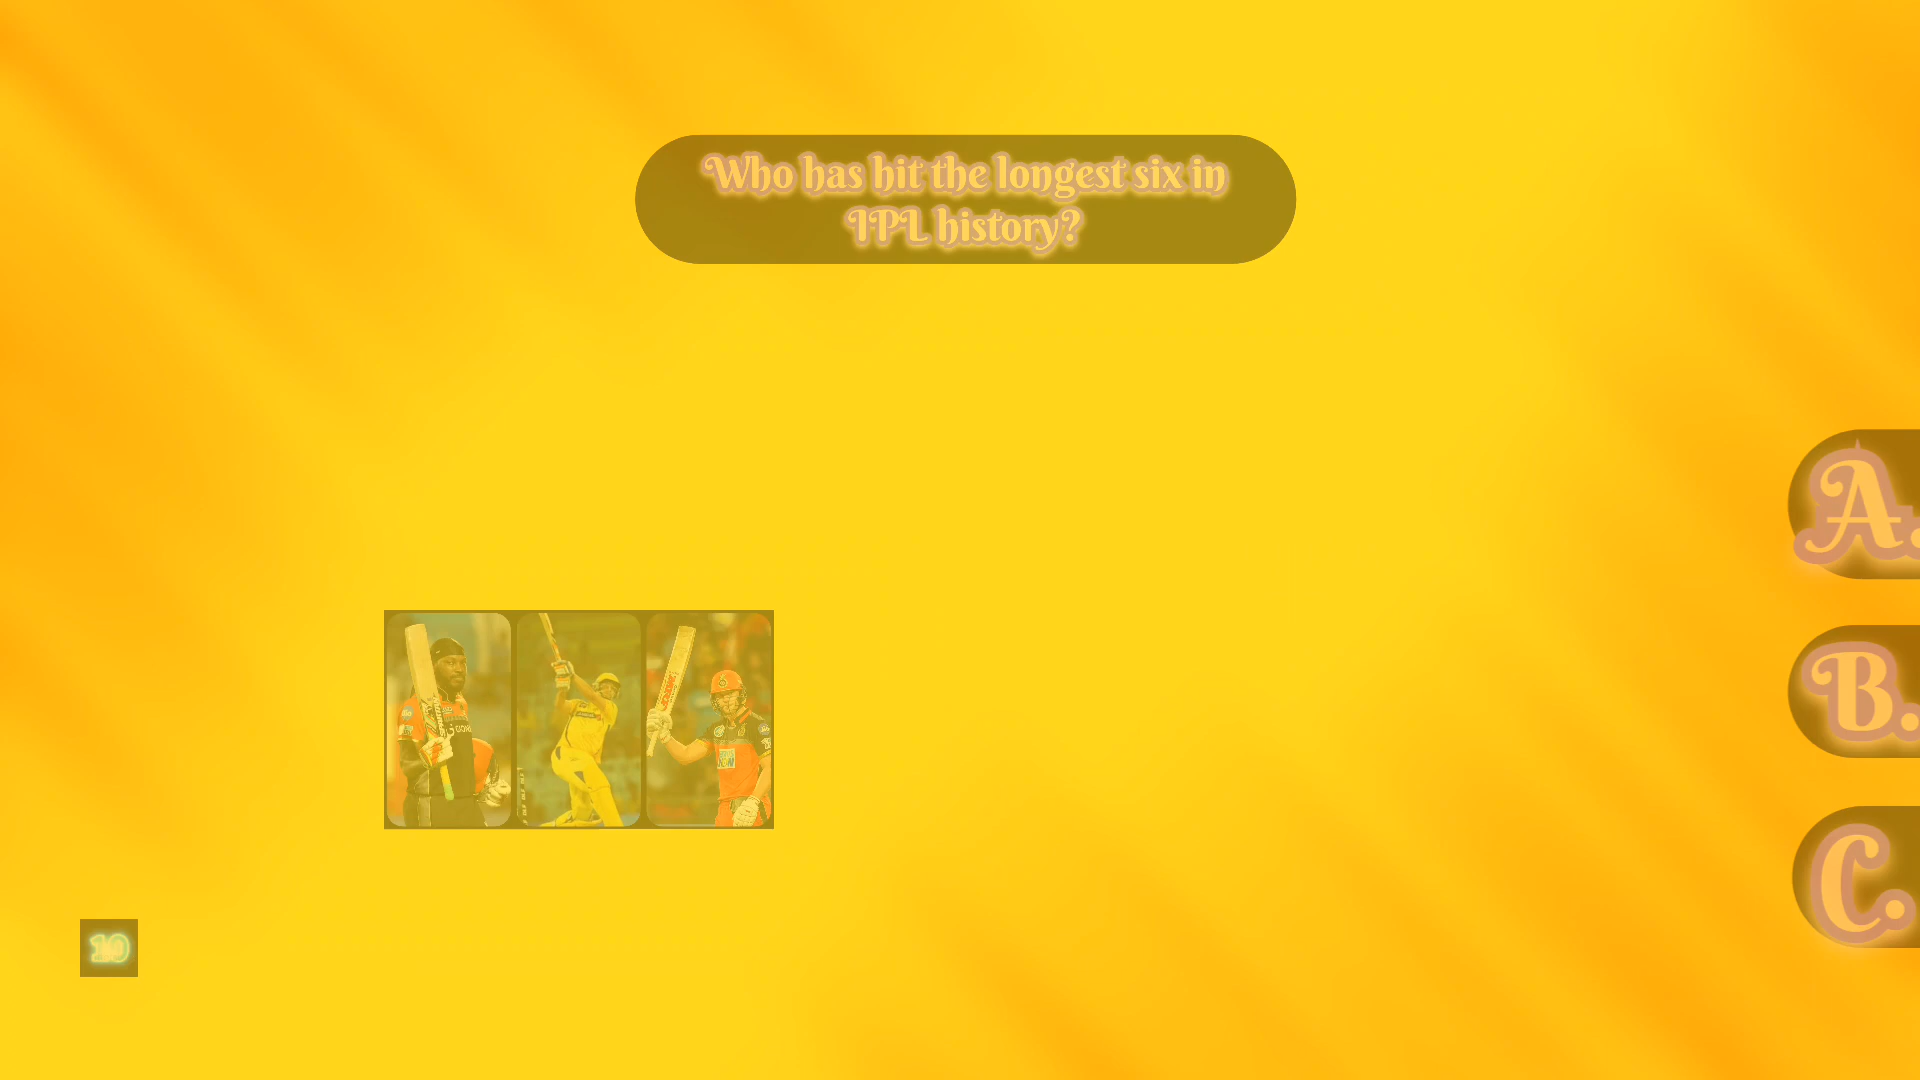 Who has hit the longest six in
IPL history?
A.
B.
C.
10